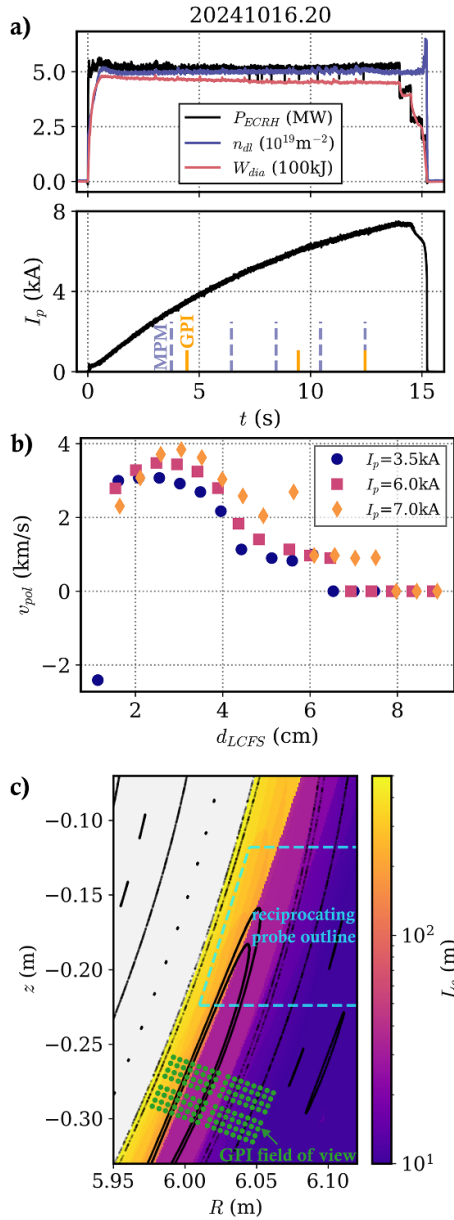 20241016.20
a)
5.0
2.5
0.0
P_ECRH (MW)
n_dl (10^19 m^−2)
W_dia (100kJ)
8
4
0
I_p (kA)
MPM
GPI
0
5
10
15
t (s)
b)
4
2
0
−2
v_pol (km/s)
I_p=3.5kA
I_p=6.0kA
I_p=7.0kA
2
4
6
8
d_LCFS (cm)
c)
−0.10
−0.15
−0.20
−0.25
−0.30
z (m)
reciprocating
probe outline
GPI field of view
5.95
6.00
6.05
6.10
R (m)
10^2
10^1
(m)